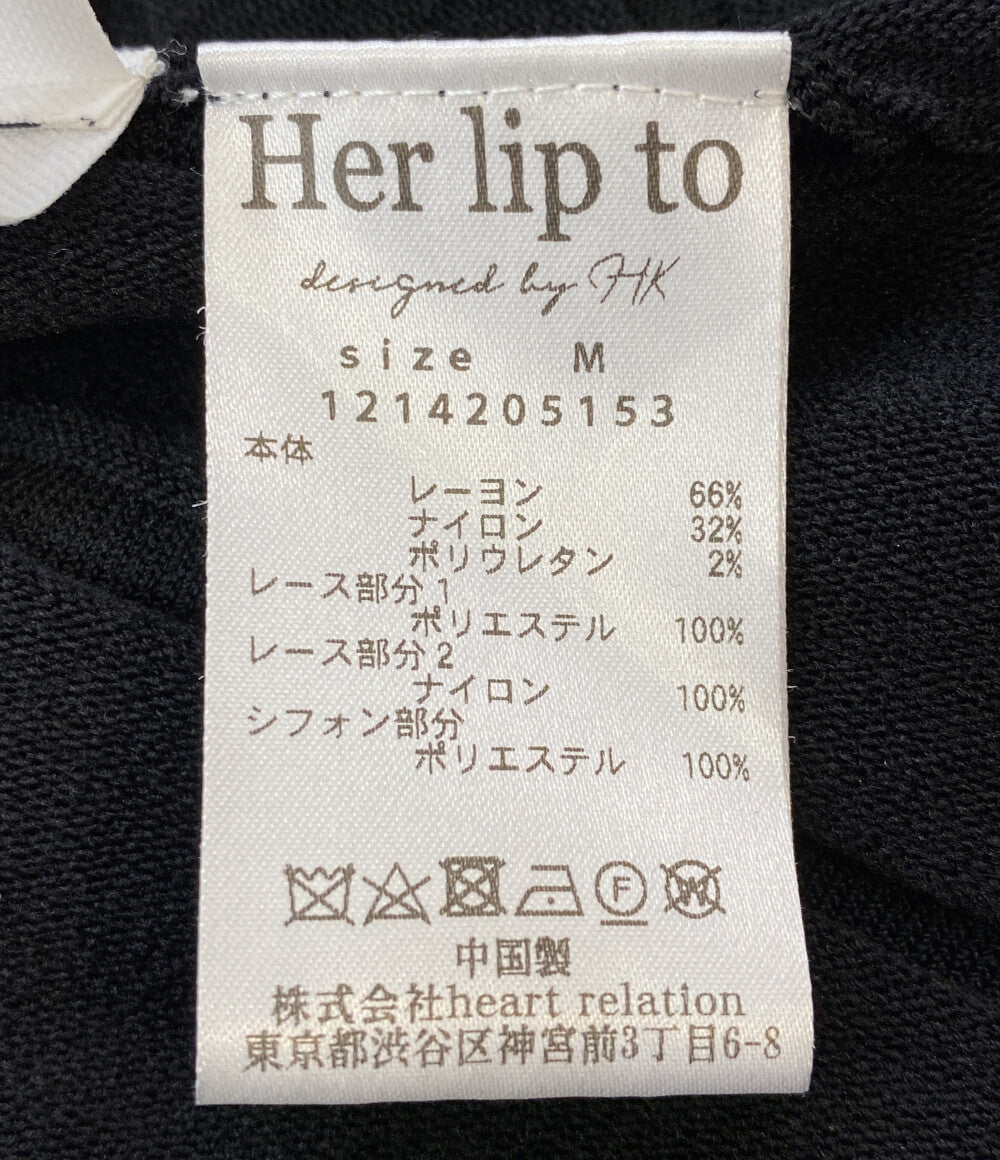 Her lip to
designed by HK
size M
1214205153
本体
レーヨン 66%
ナイロン 32%
ポリウレタン 2%
レース部分1
ポリエステル 100%
レース部分2
ナイロン 100%
シフォン部分
ポリエステル 100%
F W
中国製
株式会社heart relation
東京都渋谷区神宮前3丁目6-8